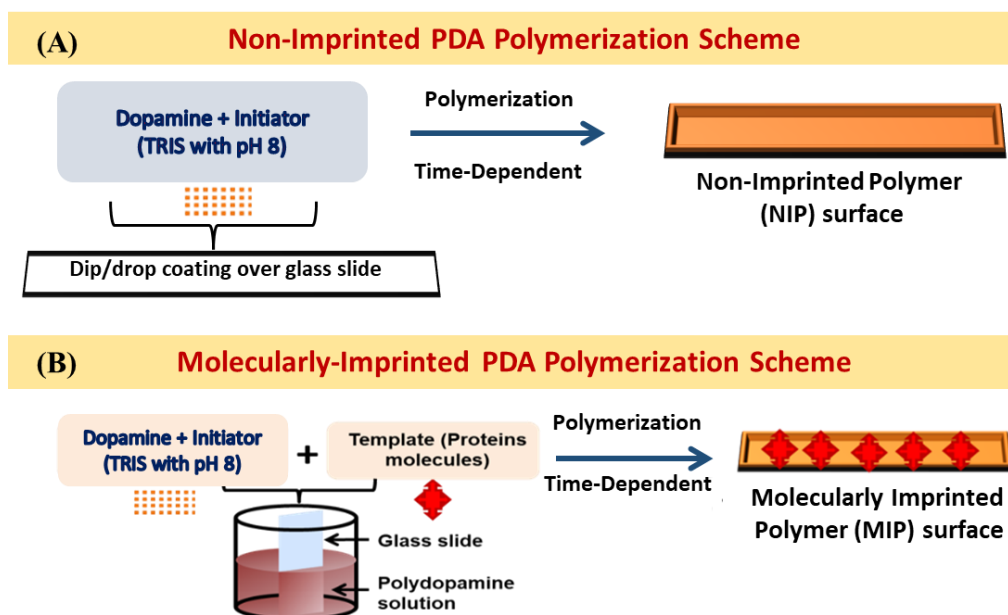 (A)
Non-Imprinted PDA Polymerization Scheme
Dopamine + Initiator
(TRIS with pH 8)
Polymerization
Time-Dependent
Non-Imprinted Polymer
(NIP) surface
Dip/drop coating over glass slide
(B)
Molecularly-Imprinted PDA Polymerization Scheme
Dopamine + Initiator
(TRIS with pH 8)
+
Template (Proteins
molecules)
Polymerization
Time-Dependent
Molecularly Imprinted
Polymer (MIP) surface
Glass slide
Polydopamine
solution